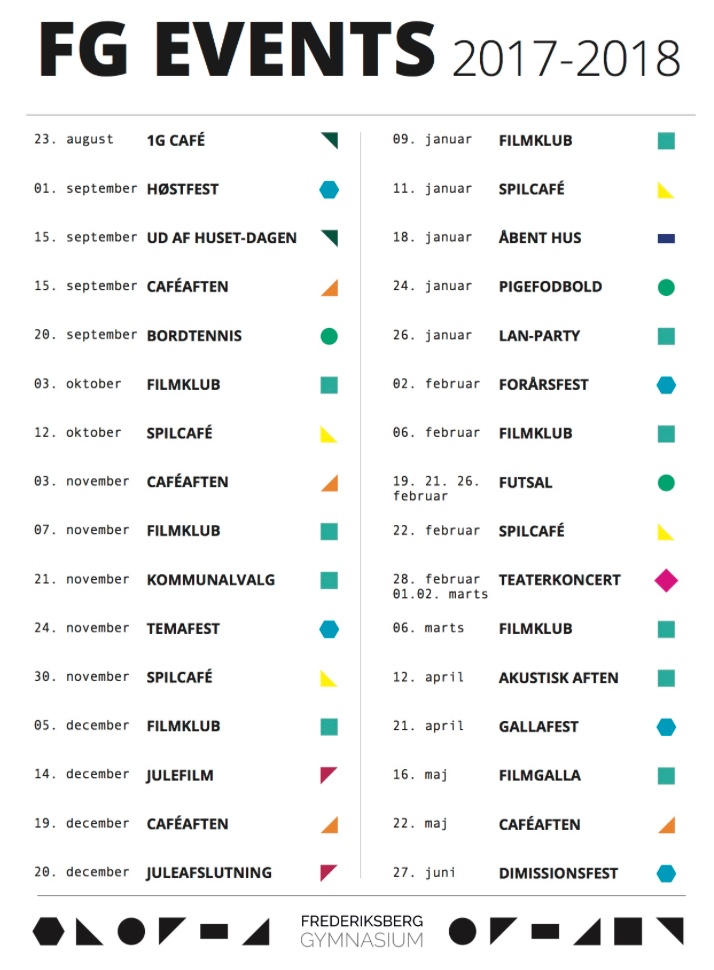 FG EVENTS 2017-2018
23. august 1G CAFÉ
01. september HØSTFEST
15. september UD AF HUSET-DAGEN
15. september CAFÉAFTEN
20. september BORDTENNIS
03. oktober FILMKLUB
12. oktober SPILCAFÉ
03. november CAFÉAFTEN
07. november FILMKLUB
21. november KOMMUNALVALG
24. november TEMAFEST
30. november SPILCAFÉ
05. december FILMKLUB
14. december JULEFILM
19. december CAFÉAFTEN
20. december JULEAFSLUTNING
09. januar FILMKLUB
11. januar SPILCAFÉ
18. januar ÅBENT HUS
24. januar PIGEFODBOLD
26. januar LAN-PARTY
02. februar FORÅRSFEST
06. februar FILMKLUB
19. 21. 26. FUTSAL
februar
22. februar SPILCAFÉ
28. februar TEATERKONCERT
01.02. marts
06. marts FILMKLUB
12. april AKUSTISK AFTEN
21. april GALLAFEST
16. maj FILMGALLA
22. maj CAFÉAFTEN
27. juni DIMISSIONSFEST
FREDERIKSBERG
GYMNASIUM